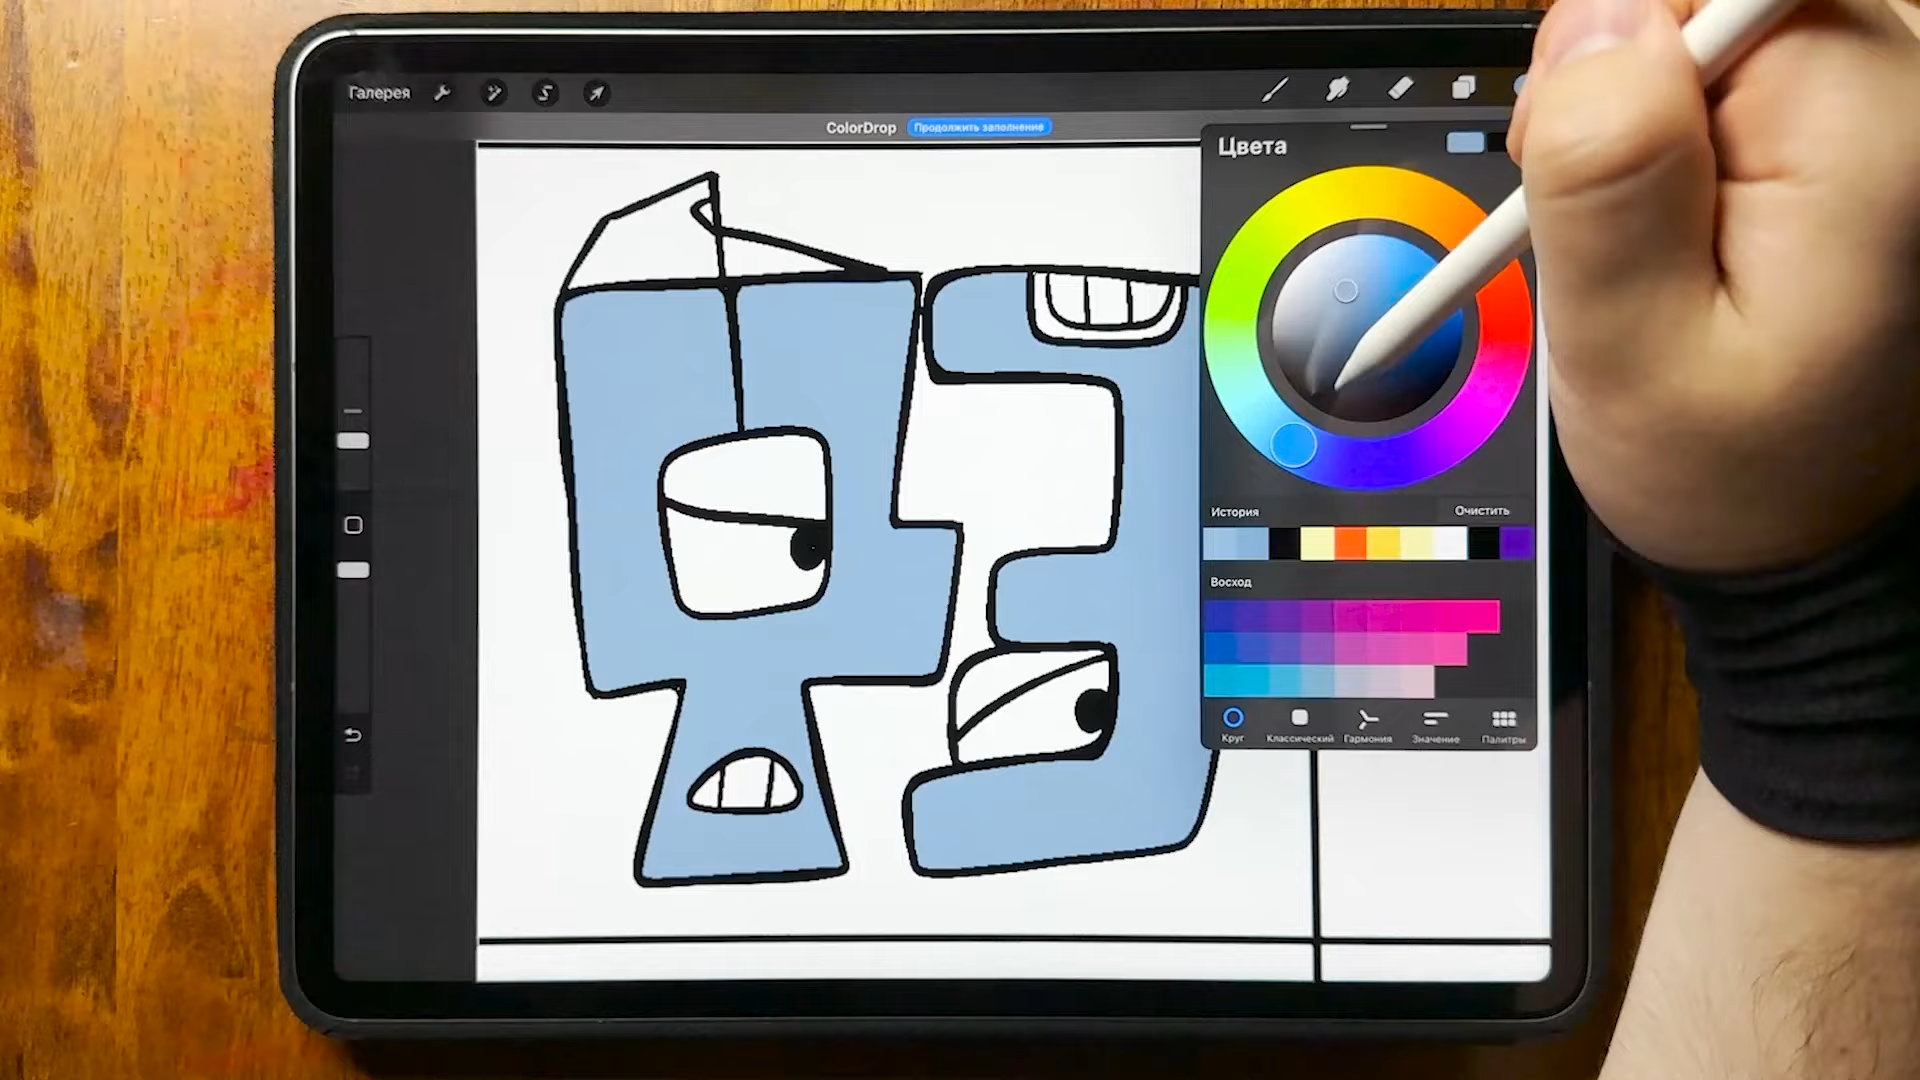 Галерея
ColorDrop Продолжить заполнение
Цвета
История Очистить
Восход
Круг Классический Гармония Значение Палитры